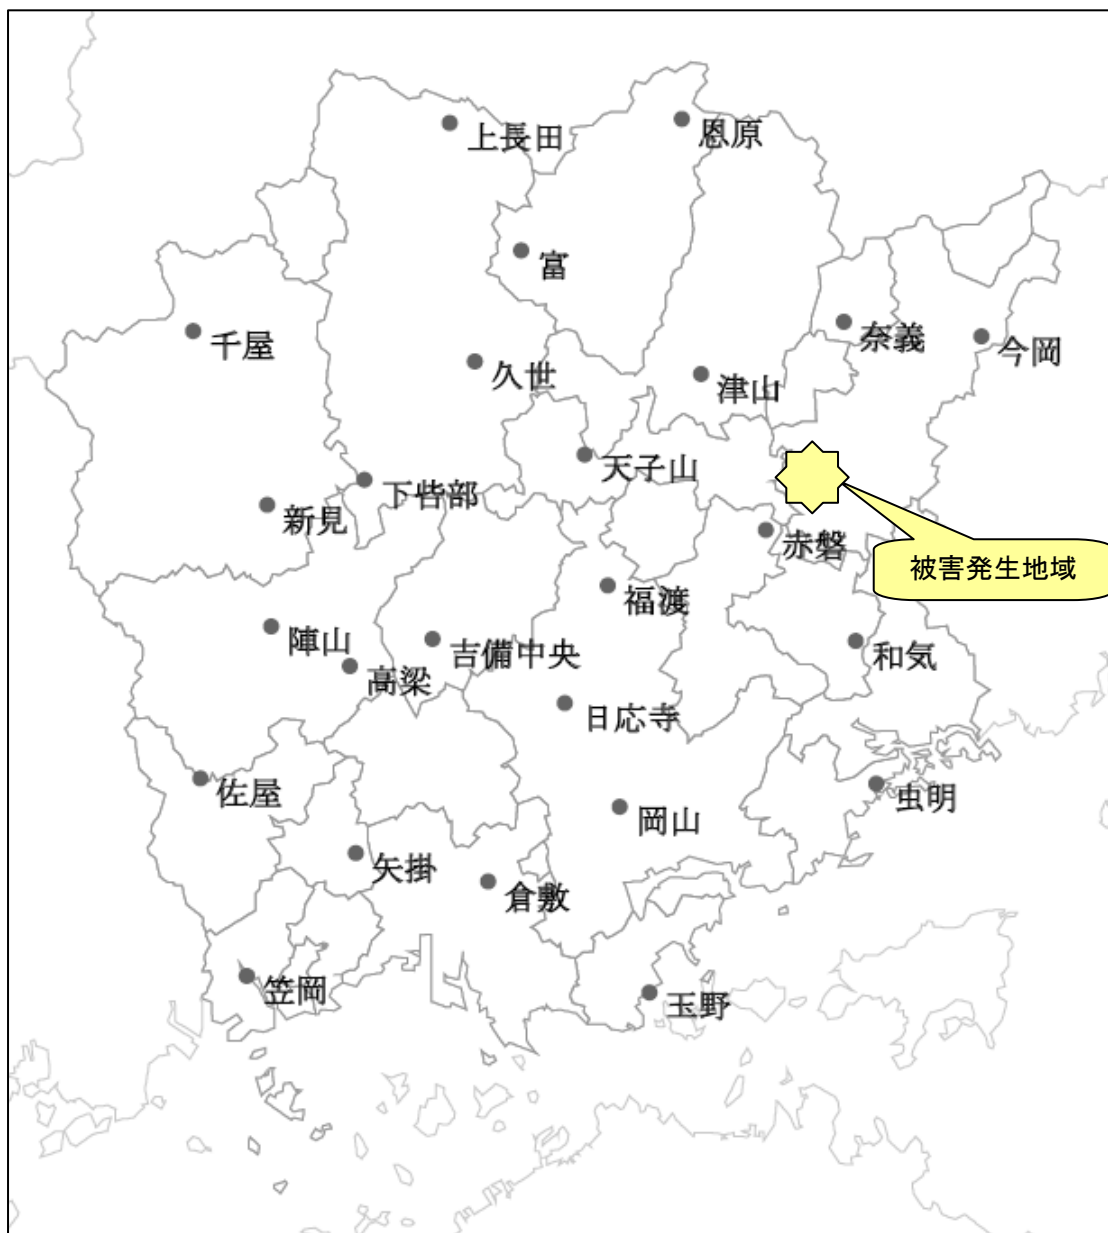 上長田
恩原
富
千屋
奈義
今岡
久世
津山
天子山
下呰部
新見
赤磐
被害発生地域
福渡
陣山
吉備中央
和気
高梁
日応寺
佐屋
虫明
岡山
矢掛
倉敷
笠岡
玉野